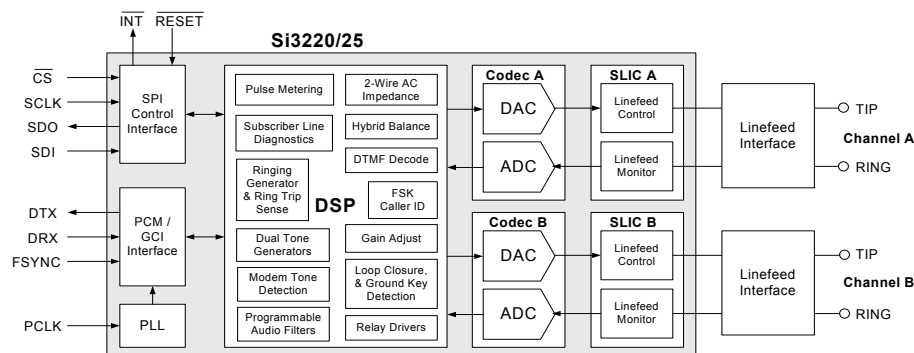 INT
RESET
Si3220/25
CS
SCLK
SDO
SDI
SPI
Control
Interface
DTX
DRX
FSYNC
PCM /
GCI
Interface
PCLK
PLL
Pulse Metering
Subscriber Line
Diagnostics
Ringing
Generator
& Ring Trip
Sense
Dual Tone
Generators
Modem Tone
Detection
Programmable
Audio Filters
DSP
2-Wire AC
Impedance
Hybrid Balance
DTMF Decode
FSK
Caller ID
Gain Adjust
Loop Closure,
& Ground Key
Detection
Relay Drivers
Codec A
DAC
ADC
SLIC A
Linefeed
Control
Linefeed
Monitor
Linefeed
Interface
TIP
Channel A
RING
Codec B
DAC
ADC
SLIC B
Linefeed
Control
Linefeed
Monitor
Linefeed
Interface
TIP
Channel B
RING